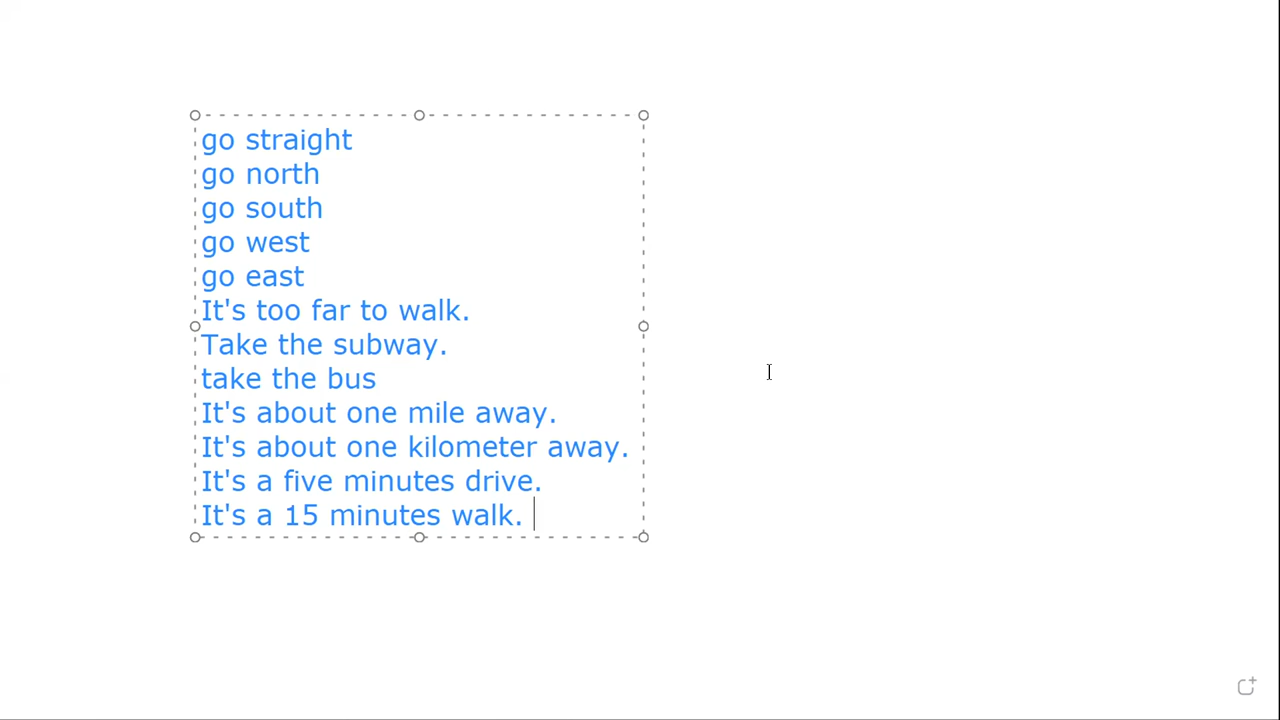 go straight
go north
go south
go west
go east
It's too far to walk.
Take the subway.
take the bus
It's about one mile away.
It's about one kilometer away.
It's a five minutes drive.
It's a 15 minutes walk.